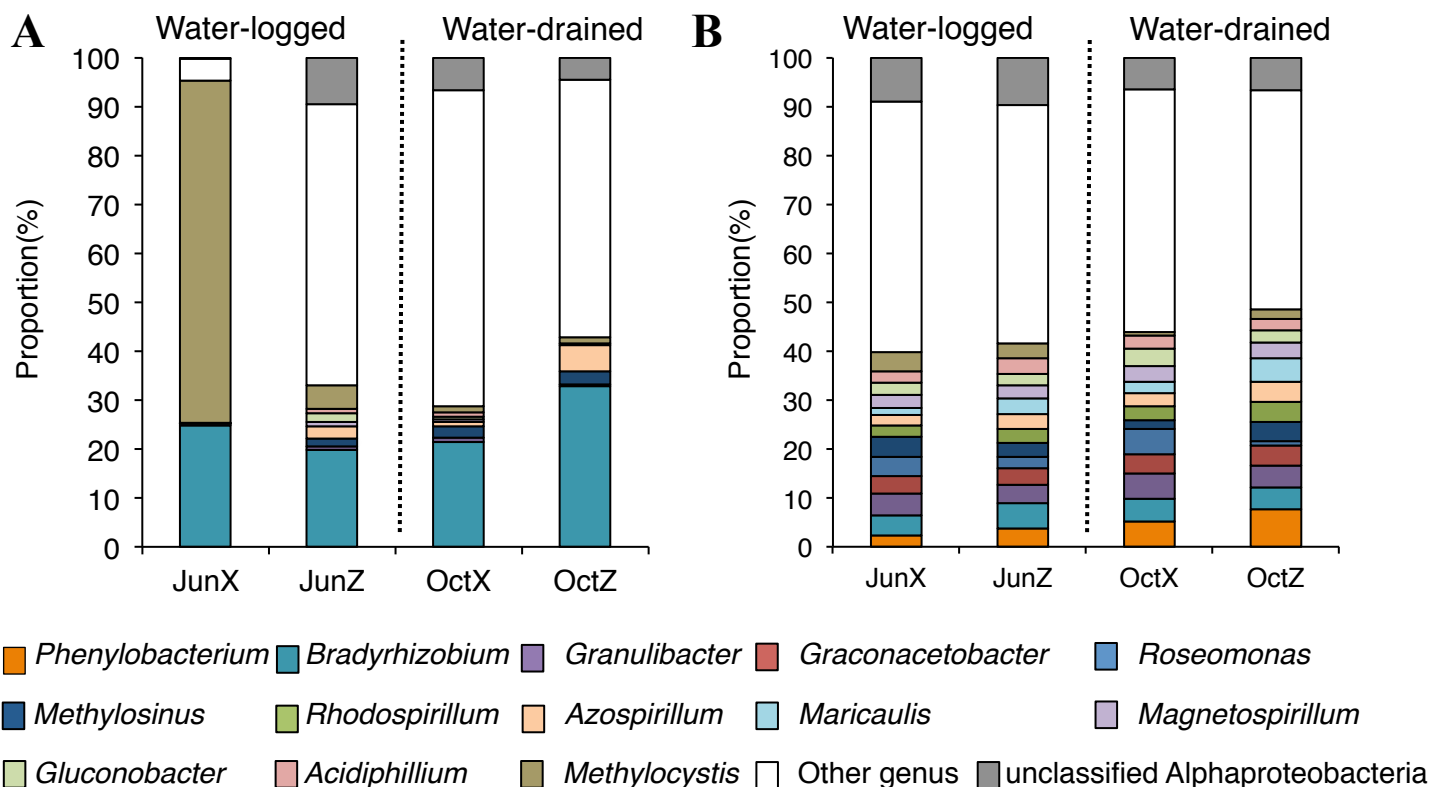 A
Water-logged
Water-drained
Proportion(%)
100
90
80
70
60
50
40
30
20
10
0
JunX JunZ OctX OctZ
B
Water-logged
Water-drained
Proportion(%)
100
90
80
70
60
50
40
30
20
10
0
JunX JunZ OctX OctZ
Phenylobacterium Bradyrhizobium Granulibacter Graconacetobacter Roseomonas
Methylosinus Rhodospirillum Azospirillum Maricaulis Magnetospirillum
Gluconobacter Acidiphillium Methylocystis Other genus unclassified Alphaproteobacteria